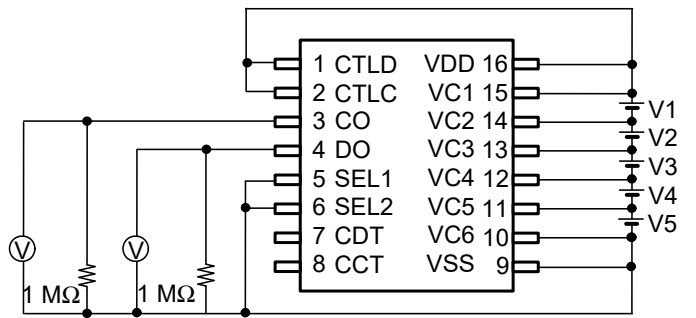 1 CTLD VDD 16
2 CTLC VC1 15
3 CO VC2 14
4 DO VC3 13
5 SEL1 VC4 12
6 SEL2 VC5 11
7 CDT VC6 10
8 CCT VSS 9
V1
V2
V3
V4
V5
V
V
1 MΩ
1 MΩ